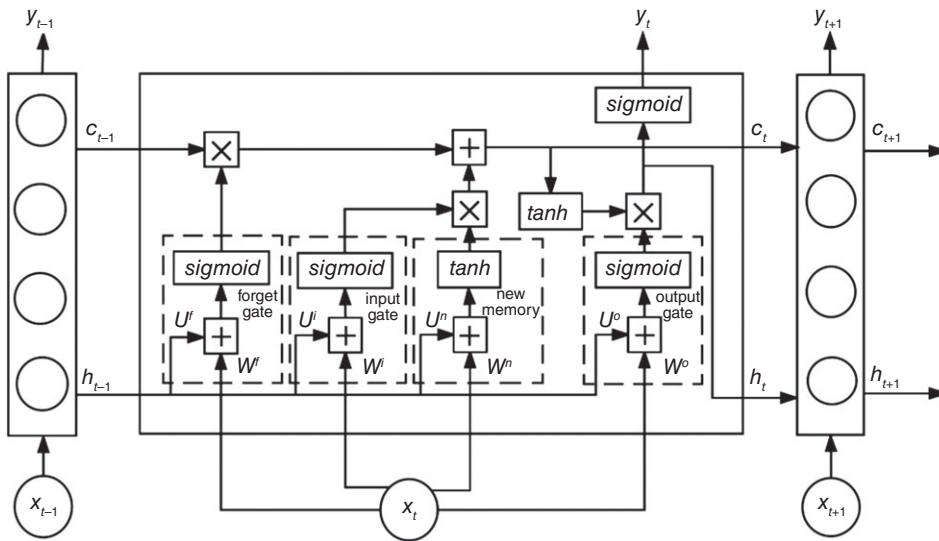 y_{t-1}
y_t
y_{t+1}
sigmoid
c_{t-1}
c_t
c_{t+1}
×
+
×
tanh
×
sigmoid
sigmoid
tanh
sigmoid
forget gate
input gate
new memory
output gate
U^f
+
U^i
+
U^n
+
U^o
+
W^f
W^i
W^n
W^o
h_{t-1}
h_t
h_{t+1}
x_{t-1}
x_t
x_{t+1}